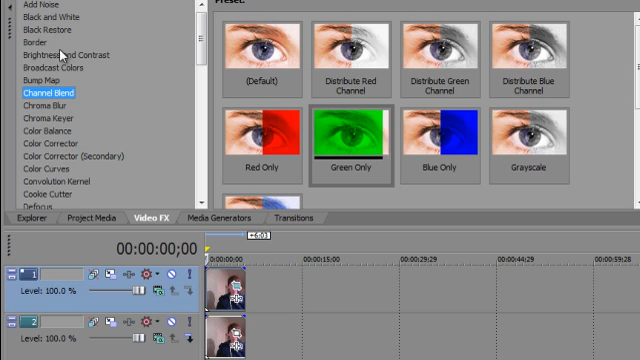 Preset:
Add Noise
Black and White
Black Restore
Border
Brightness and Contrast
Broadcast Colors
Bump Map
Channel Blend
Chroma Blur
Chroma Keyer
Color Balance
Color Corrector
Color Corrector (Secondary)
Color Curves
Convolution Kernel
Cookie Cutter
Defocus
(Default)
Distribute Red Channel
Distribute Green Channel
Distribute Blue Channel
Red Only
Green Only
Blue Only
Grayscale
Explorer
Project Media
Video FX
Media Generators
Transitions
+6:03
00:00:00;00
0:00:00:00
00:00:15;00
00:00:29:29
00:00:44:29
00:00:59:28
1
Level: 100.0 %
2
Level: 100.0 %